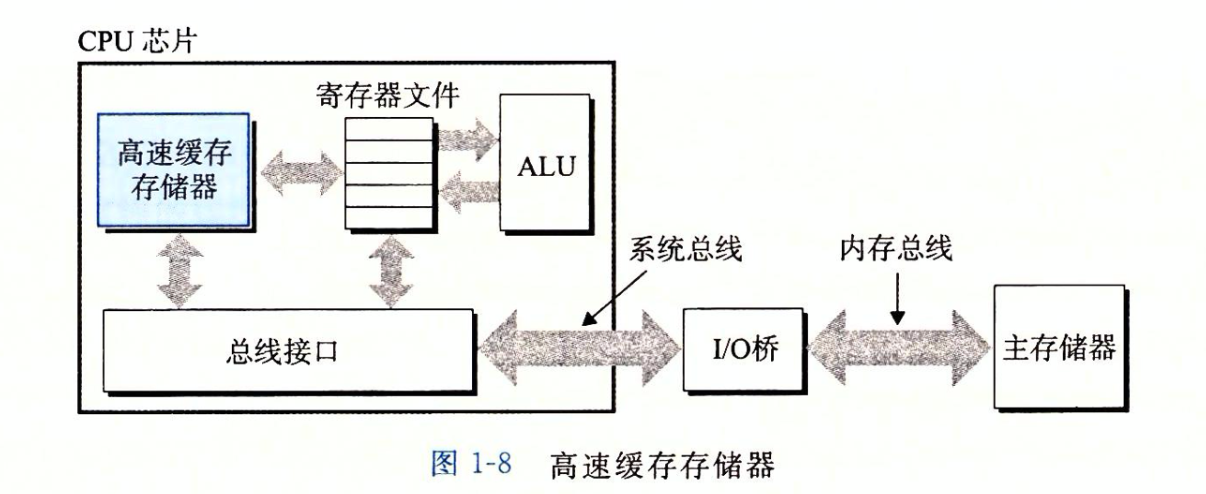 CPU 芯片
寄存器文件
高速缓存
存储器
ALU
系统总线
内存总线
总线接口
I/O桥
主存储器
图 1-8 高速缓存存储器